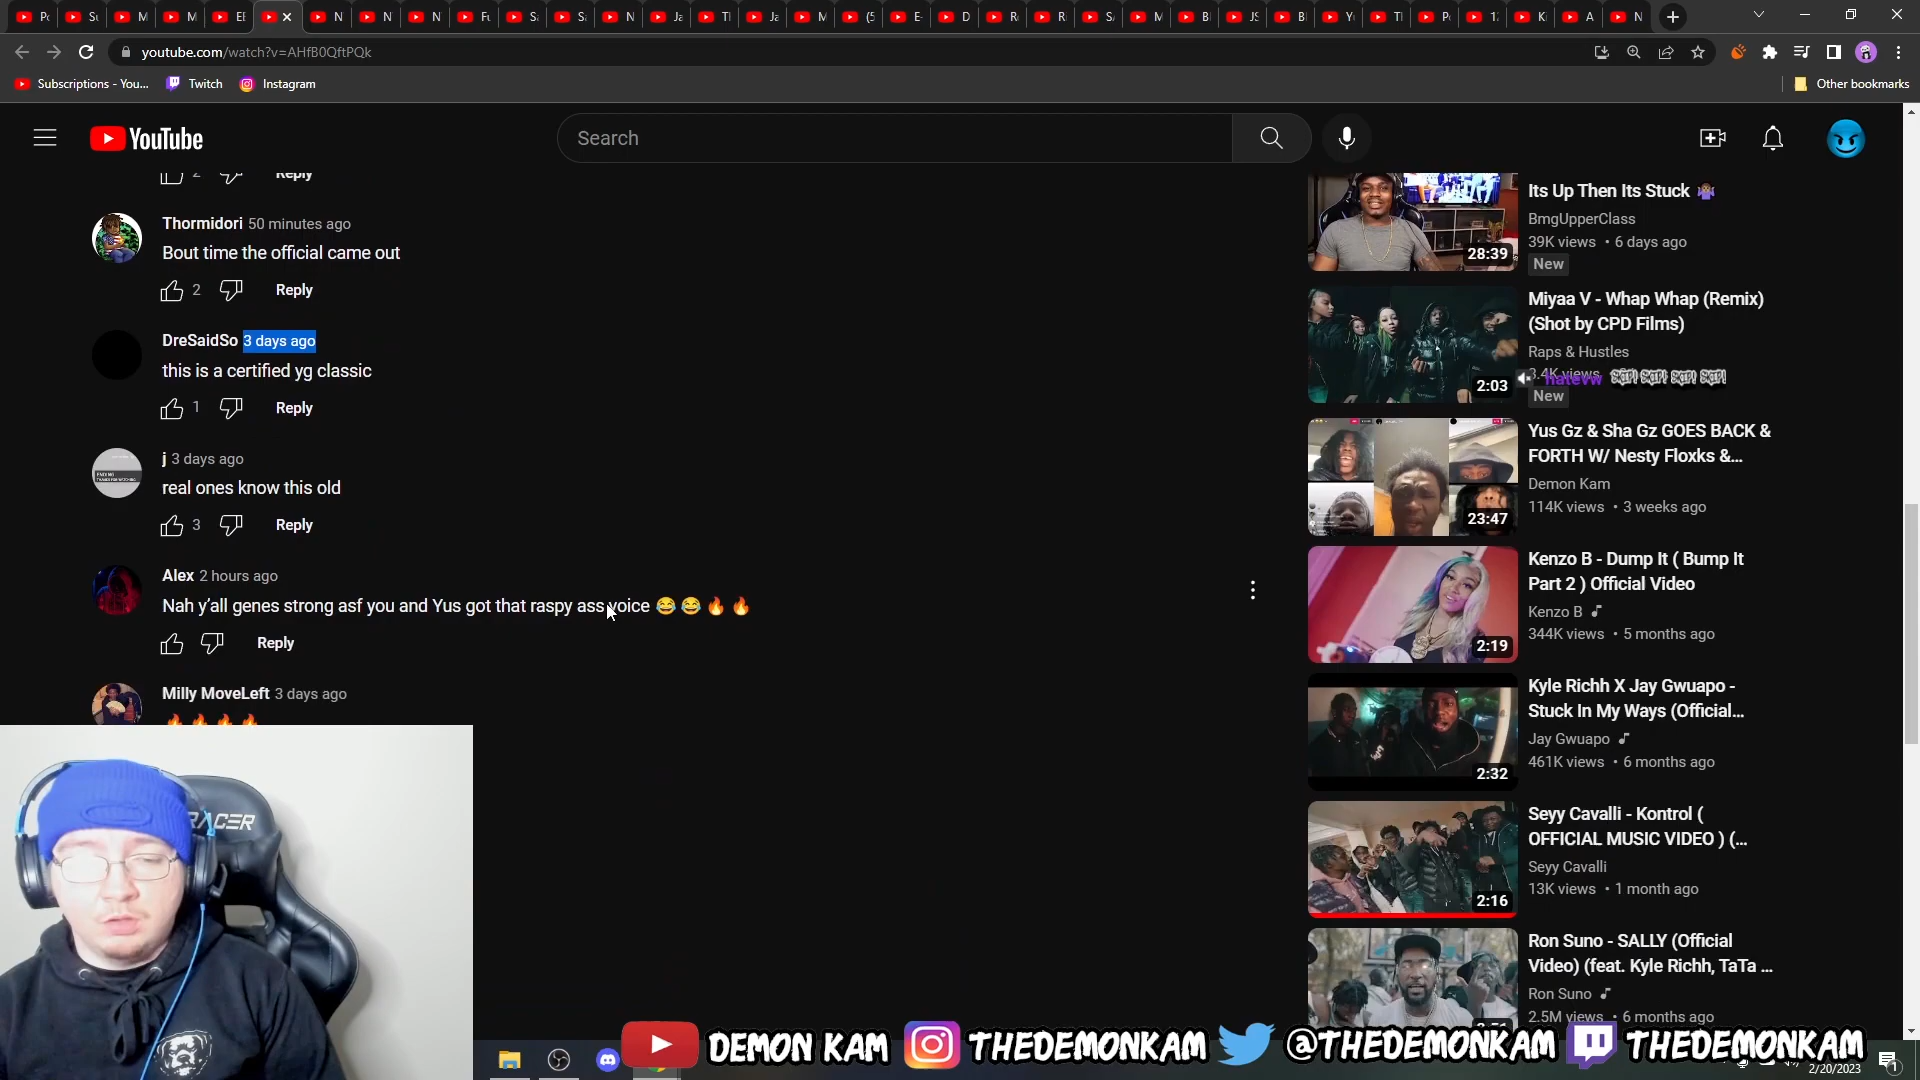 youtube.com/watch?v=AHfB0QftPQk
Subscriptions - You...
Twitch
Instagram
Other bookmarks
YouTube
Search
2
Reply
Thormidori 50 minutes ago
Bout time the official came out
2
Reply
DreSaidSo 3 days ago
this is a certified yg classic
1
Reply
j 3 days ago
real ones know this old
3
Reply
Alex 2 hours ago
Nah y'all genes strong asf you and Yus got that raspy ass voice 😂😂🔥🔥
Reply
Milly MoveLeft 3 days ago
🔥🔥🔥🔥
28:39
Its Up Then Its Stuck 🤷🏾‍♂️
BmgUpperClass
39K views • 6 days ago
New
2:03
Miyaa V - Whap Whap (Remix)
(Shot by CPD Films)
Raps & Hustles
3.4K views
hatevw SKIP! SKIP! SKIP! SKIP!
New
23:47
Yus Gz & Sha Gz GOES BACK &
FORTH W/ Nesty Floxks &...
Demon Kam
114K views • 3 weeks ago
2:19
Kenzo B - Dump It ( Bump It
Part 2 ) Official Video
Kenzo B
344K views • 5 months ago
2:32
Kyle Richh X Jay Gwuapo -
Stuck In My Ways (Official...
Jay Gwuapo
461K views • 6 months ago
2:16
Seyy Cavalli - Kontrol (
OFFICIAL MUSIC VIDEO ) (...
Seyy Cavalli
13K views • 1 month ago
Ron Suno - SALLY (Official
Video) (feat. Kyle Richh, TaTa ...
Ron Suno
2.5M views • 6 months ago
RACER
DEMON KAM
THEDEMONKAM
@THEDEMONKAM
THEDEMONKAM
2/20/2023
1